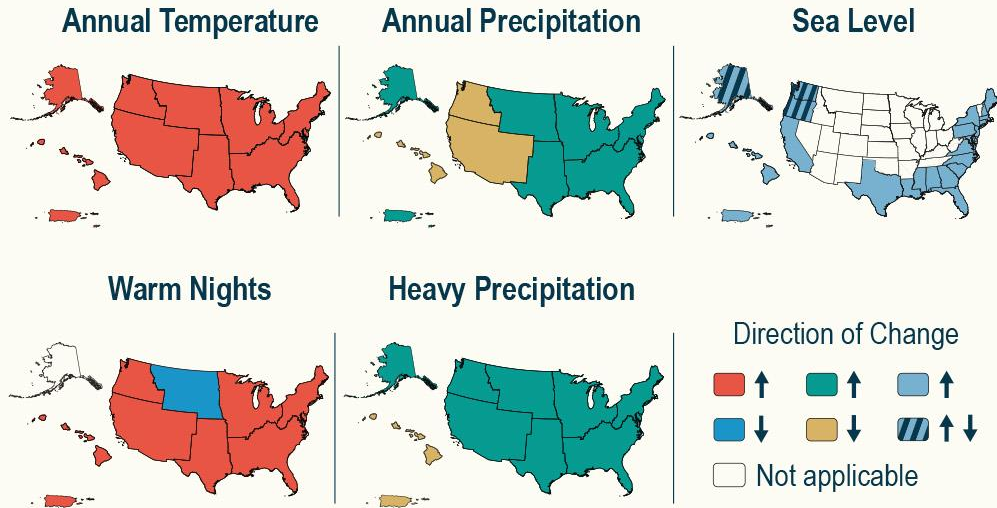 Annual Temperature
Annual Precipitation
Sea Level
Warm Nights
Heavy Precipitation
Direction of Change
Not applicable